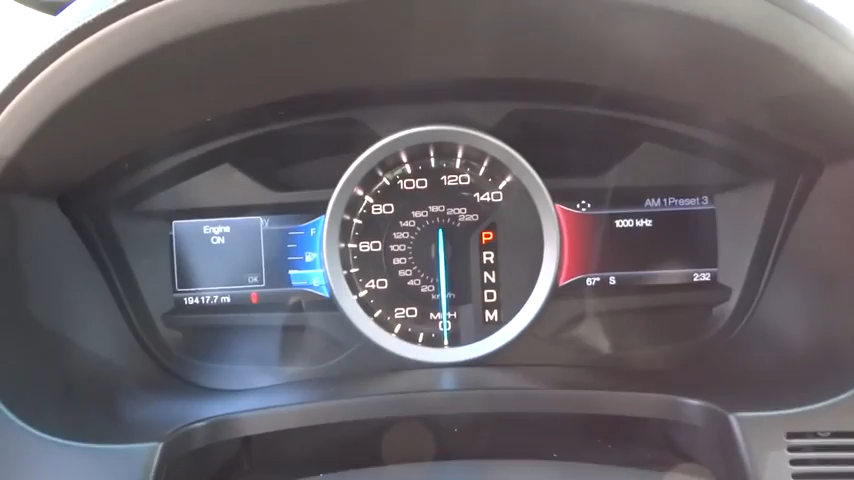 Engine
ON
OK
19417.7 mi
F
20
40
60
80
100
120
140
20
40
60
80
100
120
140
160
180
200
220
km/h
MPH
0
P
R
N
D
M
AM 1 Preset 3
1000 kHz
67° S
2:32